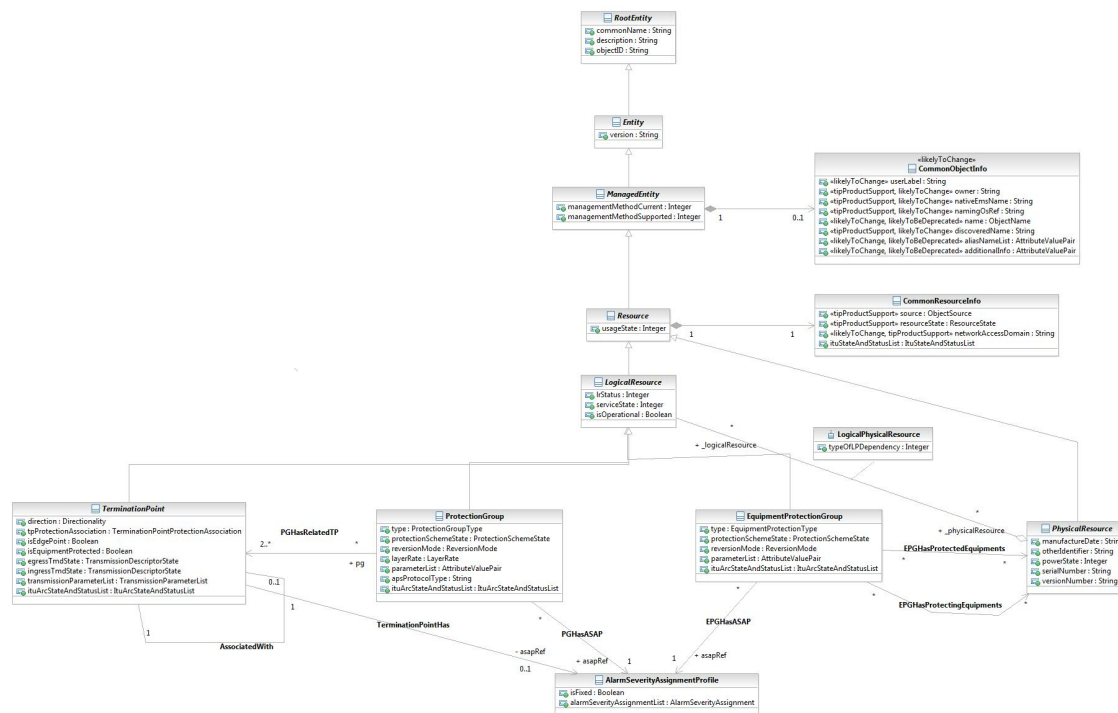 RootEntity
commonName : String
description : String
objectID : String
Entity
version : String
ManagedEntity
managementMethodCurrent : Integer
managementMethodSupported : Integer
1
0..1
«likelyToChange»
CommonObjectInfo
«likelyToChange» userLabel : String
«tipProductSupport, likelyToChange» owner : String
«tipProductSupport, likelyToChange» nativeEmsName : String
«tipProductSupport, likelyToChange» namingOsRef : String
«likelyToChange, likelyToBeDeprecated» name : ObjectName
«tipProductSupport, likelyToChange» discoveredName : String
«likelyToChange, likelyToBeDeprecated» aliasNameList : AttributeValuePair
«likelyToChange, likelyToBeDeprecated» additionalInfo : AttributeValuePair
Resource
usageState : Integer
1
1
CommonResourceInfo
«tipProductSupport» source : ObjectSource
«tipProductSupport» resourceState : ResourceState
«likelyToChange, tipProductSupport» networkAccessDomain : String
ituStateAndStatusList : ItuStateAndStatusList
LogicalResource
lrStatus : Integer
serviceState : Integer
isOperational : Boolean
*
+ _logicalResource
LogicalPhysicalResource
typeOfLPDependency : Integer
TerminationPoint
direction : Directionality
tpProtectionAssociation : TerminationPointProtectionAssociation
isEdgePoint : Boolean
isEquipmentProtected : Boolean
egressTmdState : TransmissionDescriptorState
ingressTmdState : TransmissionDescriptorState
transmissionParameterList : TransmissionParameterList
ituArcStateAndStatusList : ItuArcStateAndStatusList
PGHasRelatedTP
2..*
*
+ pg
ProtectionGroup
type : ProtectionGroupType
protectionSchemeState : ProtectionSchemeState
reversionMode : ReversionMode
layerRate : LayerRate
parameterList : AttributeValuePair
apsProtocolType : String
ituArcStateAndStatusList : ItuArcStateAndStatusList
EquipmentProtectionGroup
type : EquipmentProtectionType
protectionSchemeState : ProtectionSchemeState
reversionMode : ReversionMode
parameterList : AttributeValuePair
ituArcStateAndStatusList : ItuArcStateAndStatusList
*
+ _physicalResource
EPGHasProtectedEquipments
*
*
PhysicalResource
manufactureDate : Strin
otherIdentifier : String
powerState : Integer
serialNumber : String
versionNumber : String
*
EPGHasProtectingEquipments
*
0..1
1
1
AssociatedWith
TerminationPointHas
- asapRef
0..1
*
PGHasASAP
+ asapRef
1
*
EPGHasASAP
1
+ asapRef
AlarmSeverityAssignmentProfile
isFixed : Boolean
alarmSeverityAssignmentList : AlarmSeverityAssignment